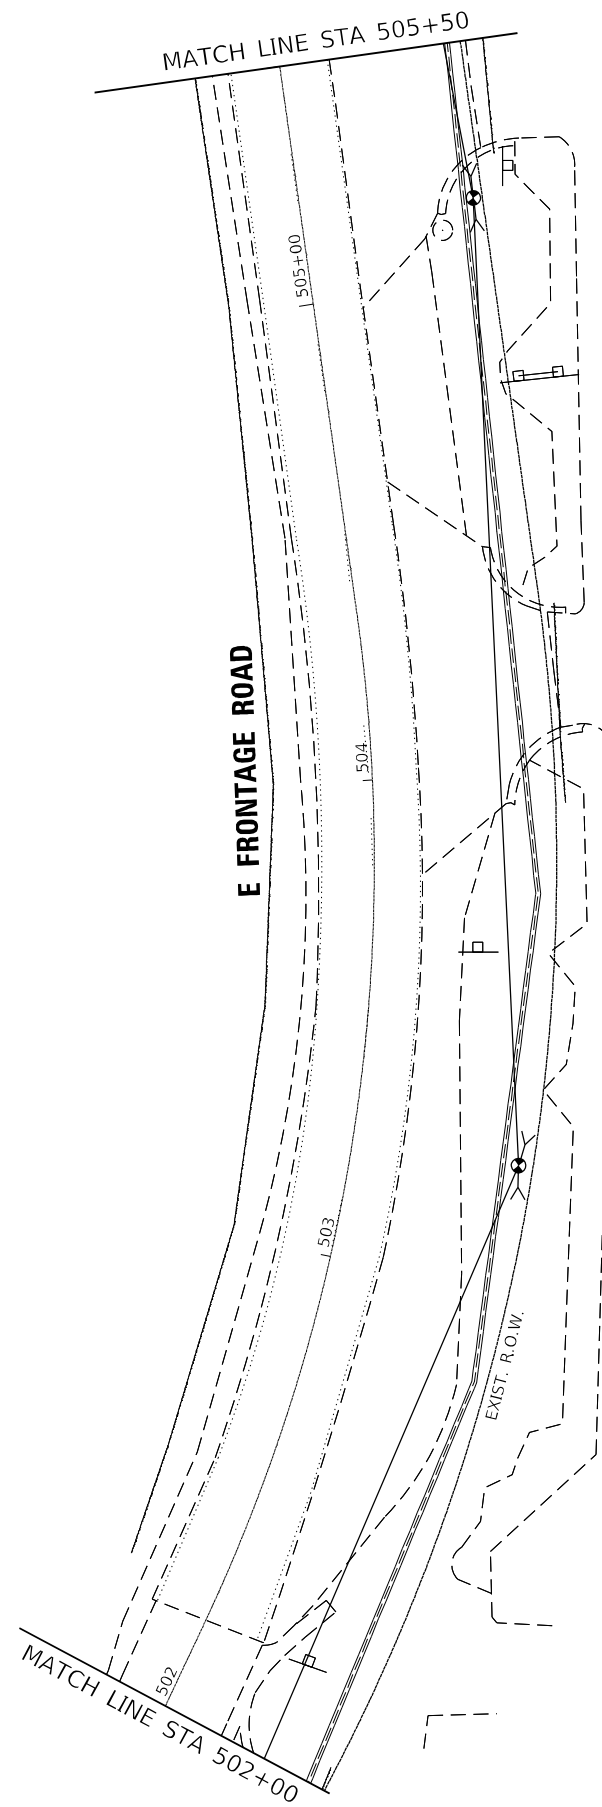 MATCH LINE STA 505+50
505+00
E FRONTAGE ROAD
504
503
EXIST. R.O.W.
502
MATCH LINE STA 502+00